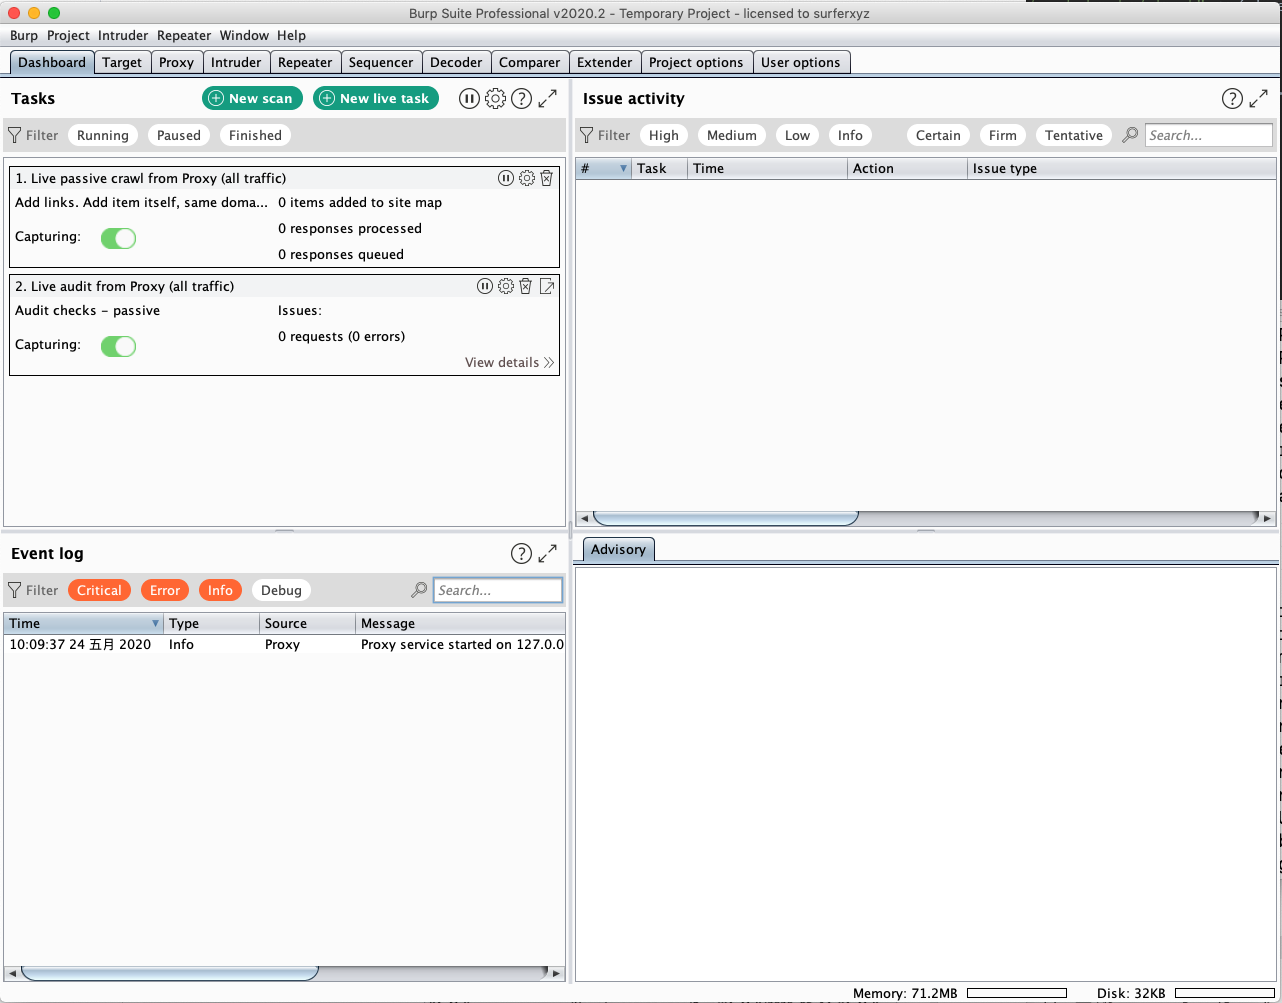 Burp Suite Professional v2020.2 - Temporary Project - licensed to surferxyz
Burp Project Intruder Repeater Window Help
Dashboard Target Proxy Intruder Repeater Sequencer Decoder Comparer Extender Project options User options
Tasks New scan New live task
Filter Running Paused Finished
1. Live passive crawl from Proxy (all traffic)
Add links. Add item itself, same doma... 0 items added to site map
0 responses processed
Capturing:
0 responses queued
2. Live audit from Proxy (all traffic)
Audit checks - passive Issues:
0 requests (0 errors)
Capturing:
View details
Issue activity
Filter High Medium Low Info Certain Firm Tentative Search...
# Task Time Action Issue type
Event log
Filter Critical Error Info Debug Search...
Time Type Source Message
10:09:37 24 五月 2020 Info Proxy Proxy service started on 127.0.0
Advisory
Memory: 71.2MB Disk: 32KB